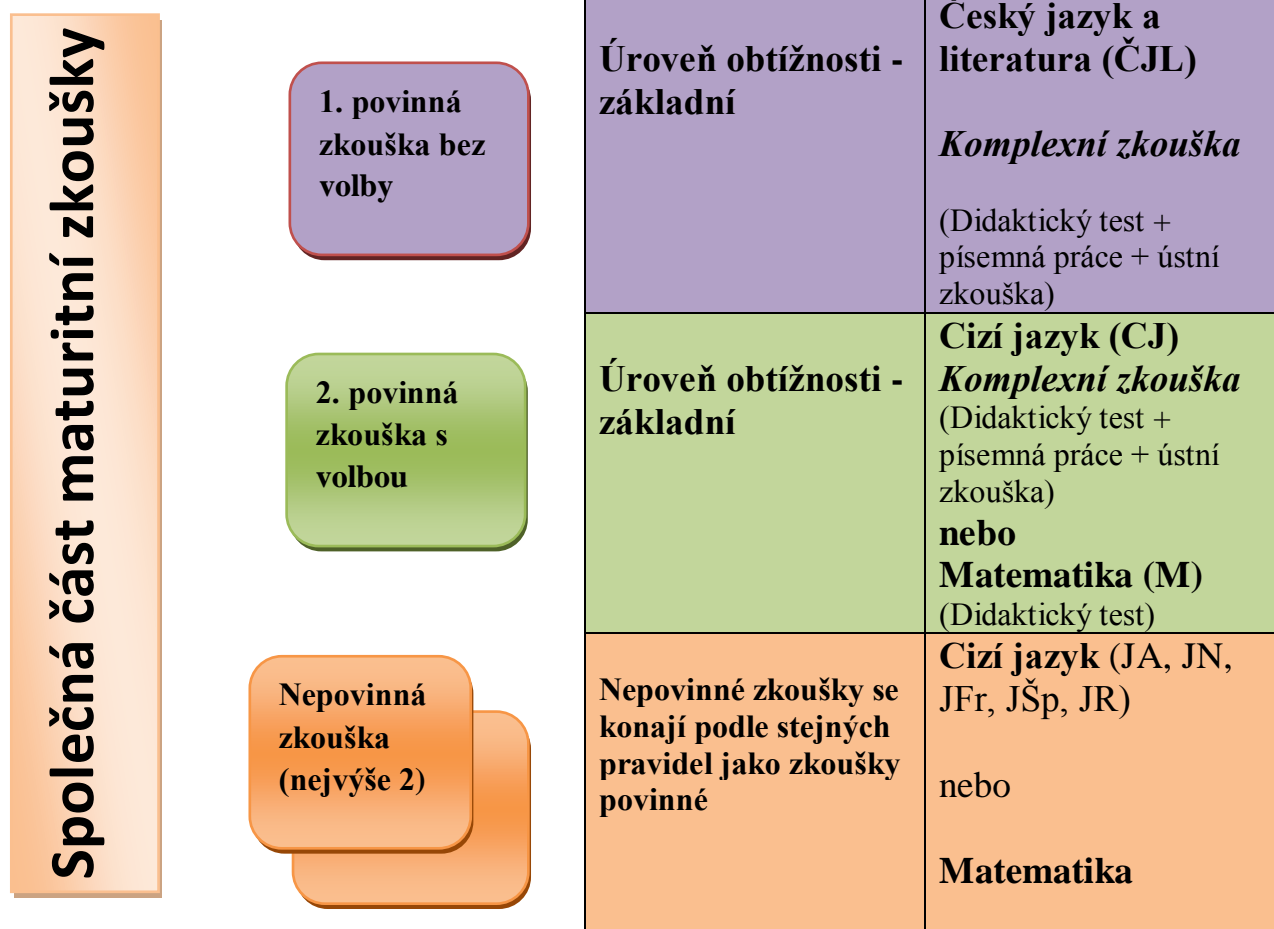 Společná část maturitní zkoušky
1. povinná
zkouška bez
volby
Úroveň obtížnosti -
základní
Český jazyk a
literatura (ČJL)
Komplexní zkouška
(Didaktický test +
písemná práce + ústní
zkouška)
2. povinná
zkouška s
volbou
Úroveň obtížnosti -
základní
Cizí jazyk (CJ)
Komplexní zkouška
(Didaktický test +
písemná práce + ústní
zkouška)
nebo
Matematika (M)
(Didaktický test)
Nepovinná
zkouška
(nejvýše 2)
Nepovinné zkoušky se
konají podle stejných
pravidel jako zkoušky
povinné
Cizí jazyk (JA, JN,
JFr, JŠp, JR)
nebo
Matematika